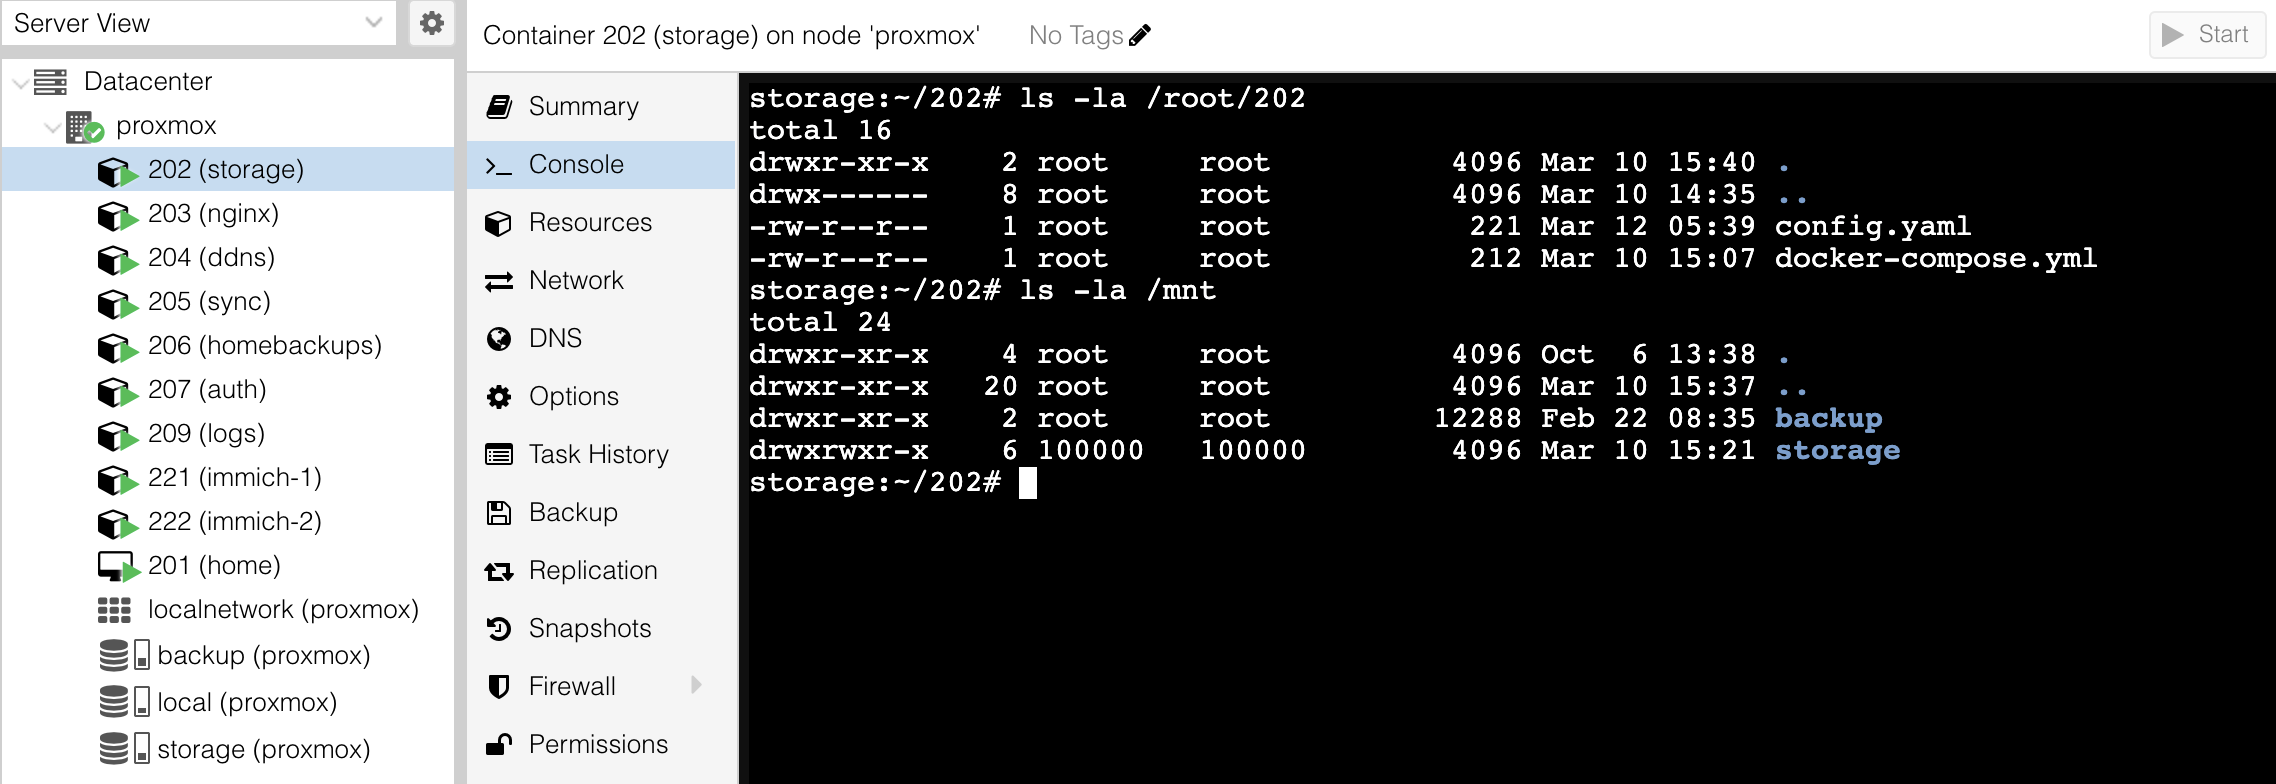 Server View
Datacenter
proxmox
202 (storage)
203 (nginx)
204 (ddns)
205 (sync)
206 (homebackups)
207 (auth)
209 (logs)
221 (immich-1)
222 (immich-2)
201 (home)
localnetwork (proxmox)
backup (proxmox)
local (proxmox)
storage (proxmox)
Container 202 (storage) on node 'proxmox' No Tags
Start
Summary
Console
Resources
Network
DNS
Options
Task History
Backup
Replication
Snapshots
Firewall
Permissions
storage:~/202# ls -la /root/202
total 16
drwxr-xr-x    2 root     root          4096 Mar 10 15:40 .
drwx------    8 root     root          4096 Mar 10 14:35 ..
-rw-r--r--    1 root     root           221 Mar 12 05:39 config.yaml
-rw-r--r--    1 root     root           212 Mar 10 15:07 docker-compose.yml
storage:~/202# ls -la /mnt
total 24
drwxr-xr-x    4 root     root          4096 Oct  6 13:38 .
drwxr-xr-x   20 root     root          4096 Mar 10 15:37 ..
drwxr-xr-x    2 root     root         12288 Feb 22 08:35 backup
drwxrwxr-x    6 100000   100000        4096 Mar 10 15:21 storage
storage:~/202#